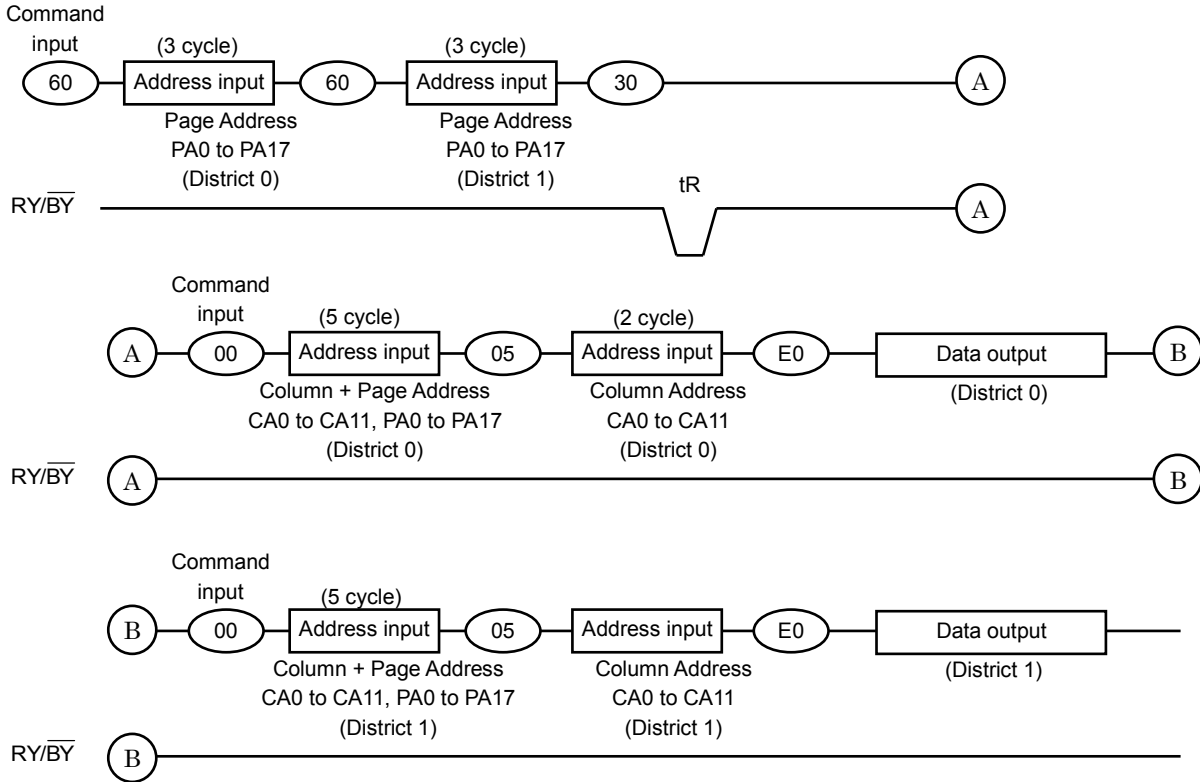 Command
input
(3 cycle)
(3 cycle)
60
Address input
60
Address input
30
A
Page Address
PA0 to PA17
(District 0)
Page Address
PA0 to PA17
(District 1)
tR
RY/BY
A
Command
input
(5 cycle)
(2 cycle)
A
00
Address input
05
Address input
E0
Data output
B
Column + Page Address
CA0 to CA11, PA0 to PA17
(District 0)
Column Address
CA0 to CA11
(District 0)
(District 0)
RY/BY
A
B
Command
input
(5 cycle)
B
00
Address input
05
Address input
E0
Data output
Column + Page Address
CA0 to CA11, PA0 to PA17
(District 1)
Column Address
CA0 to CA11
(District 1)
(District 1)
RY/BY
B